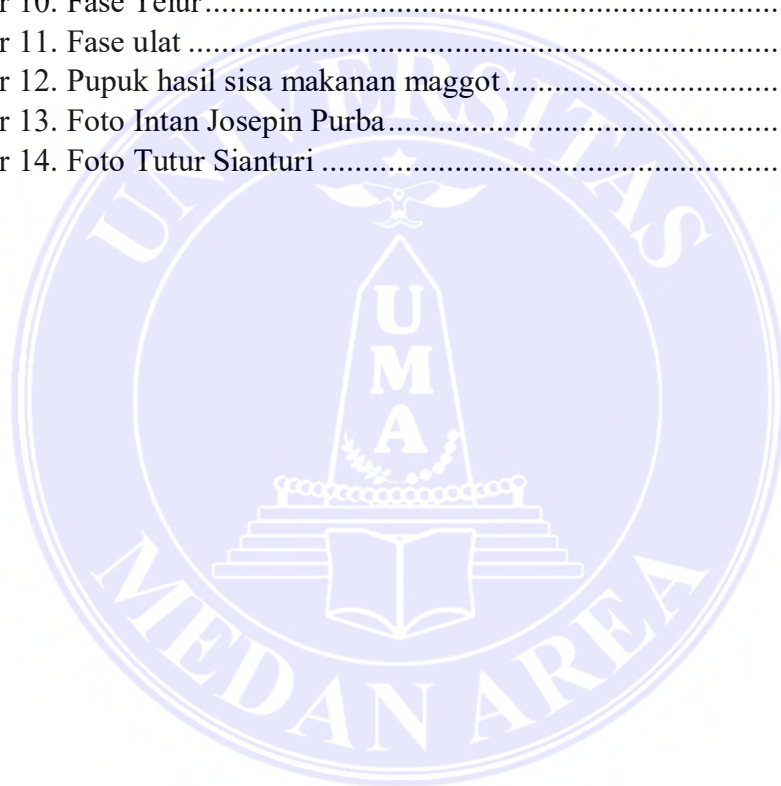 r 10. Fase Telur..............................................................................
r 11. Fase ulat ................................................................................
r 12. Pupuk hasil sisa makanan maggot........................................
r 13. Foto Intan Josepin Purba......................................................
r 14. Foto Tutur Sianturi ...............................................................
UNIVERSITAS
U
M
A
MEDAN AREA